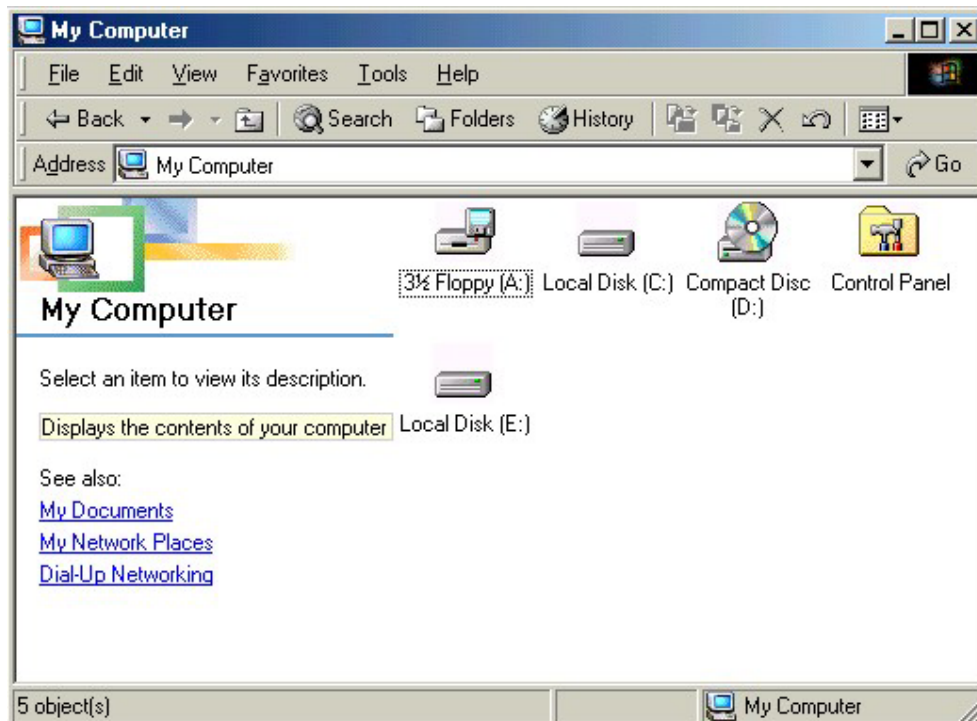 My Computer
File Edit View Favorites Tools Help
Back Search Folders History
Address My Computer Go
3½ Floppy (A:) Local Disk (C:) Compact Disc (D:) Control Panel
My Computer
Select an item to view its description.
Displays the contents of your computer
Local Disk (E:)
See also:
My Documents
My Network Places
Dial-Up Networking
5 object(s) My Computer